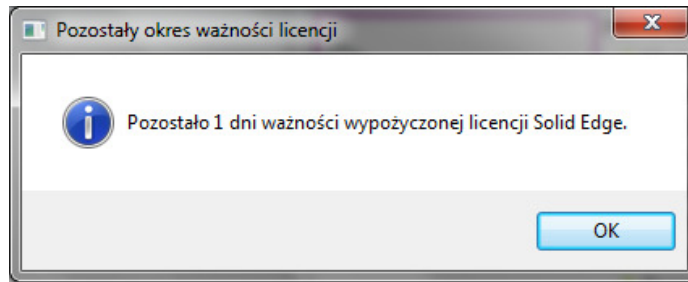 Pozostały okres ważności licencji
Pozostało 1 dni ważności wypożyczonej licencji Solid Edge.
OK